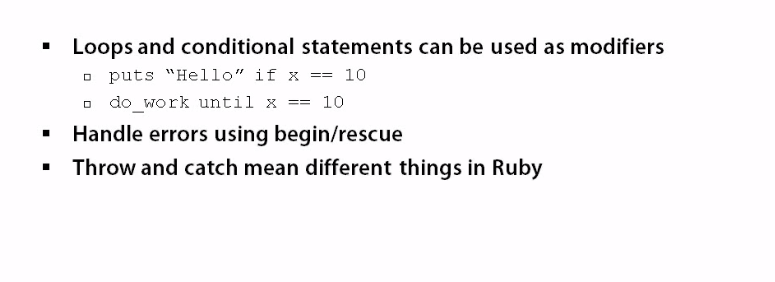 ▪ Loops and conditional statements can be used as modifiers
▫ puts “Hello” if x == 10
▫ do_work until x == 10
▪ Handle errors using begin/rescue
▪ Throw and catch mean different things in Ruby